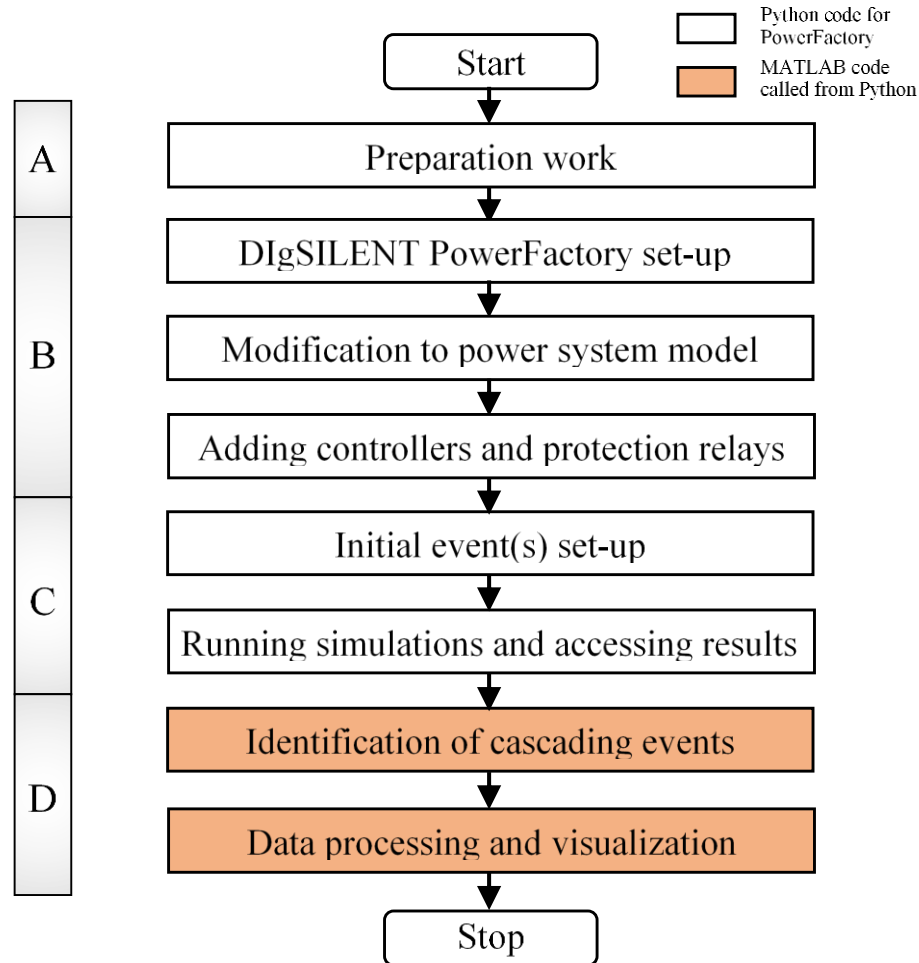 Python code for
PowerFactory
MATLAB code
called from Python
Start
A
Preparation work
B
DIgSILENT PowerFactory set-up
Modification to power system model
Adding controllers and protection relays
C
Initial event(s) set-up
Running simulations and accessing results
D
Identification of cascading events
Data processing and visualization
Stop